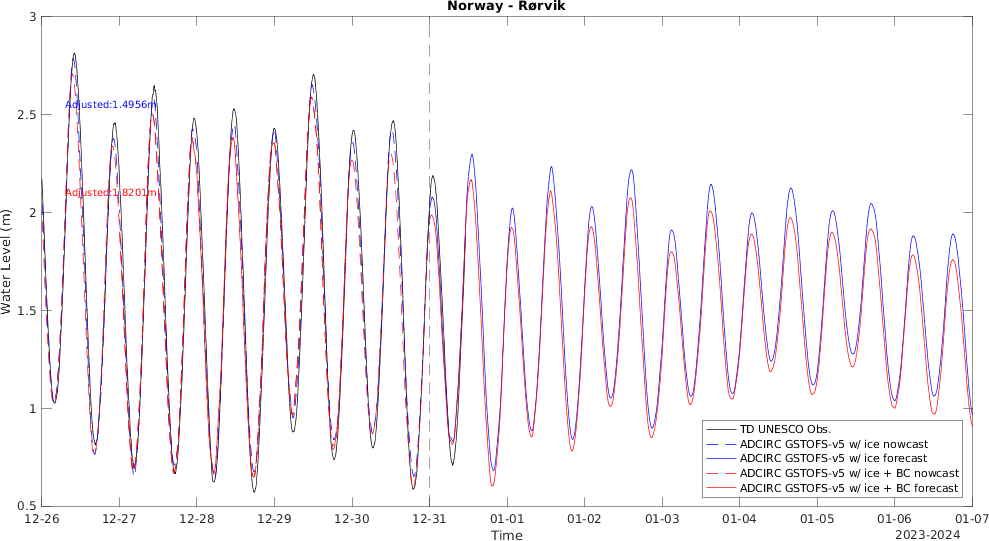 Norway - Rørvik
3
2.5
2
1.5
1
0.5
Water Level (m)
Adjusted:1.4956m
Adjusted:1.8201m
TD UNESCO Obs.
ADCIRC GSTOFS-v5 w/ ice nowcast
ADCIRC GSTOFS-v5 w/ ice forecast
ADCIRC GSTOFS-v5 w/ ice + BC nowcast
ADCIRC GSTOFS-v5 w/ ice + BC forecast
12-26 12-27 12-28 12-29 12-30 12-31 01-01 01-02 01-03 01-04 01-05 01-06 01-07
Time
2023-2024